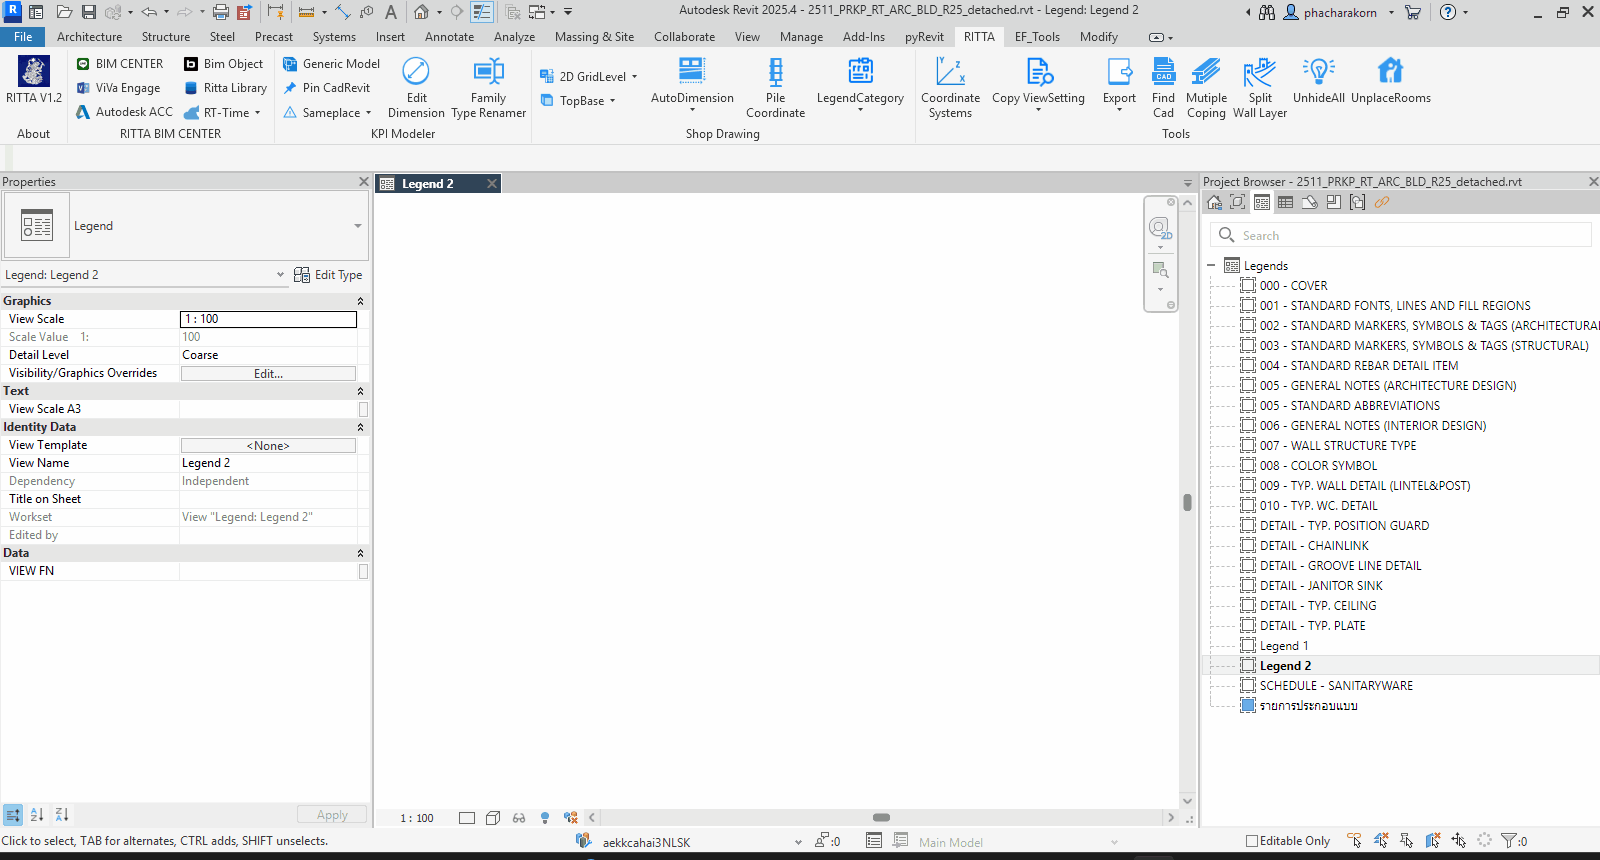 Autodesk Revit 2025.4 - 2511_PRKP_RT_ARC_BLD_R25_detached.rvt - Legend: Legend 2
phacharakorn
File Architecture Structure Steel Precast Systems Insert Annotate Analyze Massing & Site Collaborate View Manage Add-Ins pyRevit RITTA EF_Tools Modify
RITTA V1.2
About
BIM CENTER
ViVa Engage
Autodesk ACC
Bim Object
Ritta Library
RT-Time
RITTA BIM CENTER
Generic Model
Pin CadRevit
Sameplace
Edit
Dimension
Family
Type Renamer
KPI Modeler
2D GridLevel
TopBase
AutoDimension
Pile
Coordinate
LegendCategory
Shop Drawing
Coordinate
Systems
Copy ViewSetting
Export
Find
Cad
Mutiple
Coping
Split
Wall Layer
UnhideAll
UnplaceRooms
Tools
Properties
Legend
Legend: Legend 2
Edit Type
Graphics
View Scale 1 : 100
Scale Value 1: 100
Detail Level Coarse
Visibility/Graphics Overrides Edit...
Text
View Scale A3
Identity Data
View Template <None>
View Name Legend 2
Dependency Independent
Title on Sheet
Workset View "Legend: Legend 2"
Edited by
Data
VIEW FN
Apply
Legend 2
2D
1 : 100
Project Browser - 2511_PRKP_RT_ARC_BLD_R25_detached.rvt
Search
Legends
000 - COVER
001 - STANDARD FONTS, LINES AND FILL REGIONS
002 - STANDARD MARKERS, SYMBOLS & TAGS (ARCHITECTURAL
003 - STANDARD MARKERS, SYMBOLS & TAGS (STRUCTURAL)
004 - STANDARD REBAR DETAIL ITEM
005 - GENERAL NOTES (ARCHITECTURE DESIGN)
005 - STANDARD ABBREVIATIONS
006 - GENERAL NOTES (INTERIOR DESIGN)
007 - WALL STRUCTURE TYPE
008 - COLOR SYMBOL
009 - TYP. WALL DETAIL (LINTEL&POST)
010 - TYP. WC. DETAIL
DETAIL - TYP. POSITION GUARD
DETAIL - CHAINLINK
DETAIL - GROOVE LINE DETAIL
DETAIL - JANITOR SINK
DETAIL - TYP. CEILING
DETAIL - TYP. PLATE
Legend 1
Legend 2
SCHEDULE - SANITARYWARE
รายการประกอบแบบ
Click to select, TAB for alternates, CTRL adds, SHIFT unselects.
aekkcahai3NLSK
:0
Main Model
Editable Only
:0